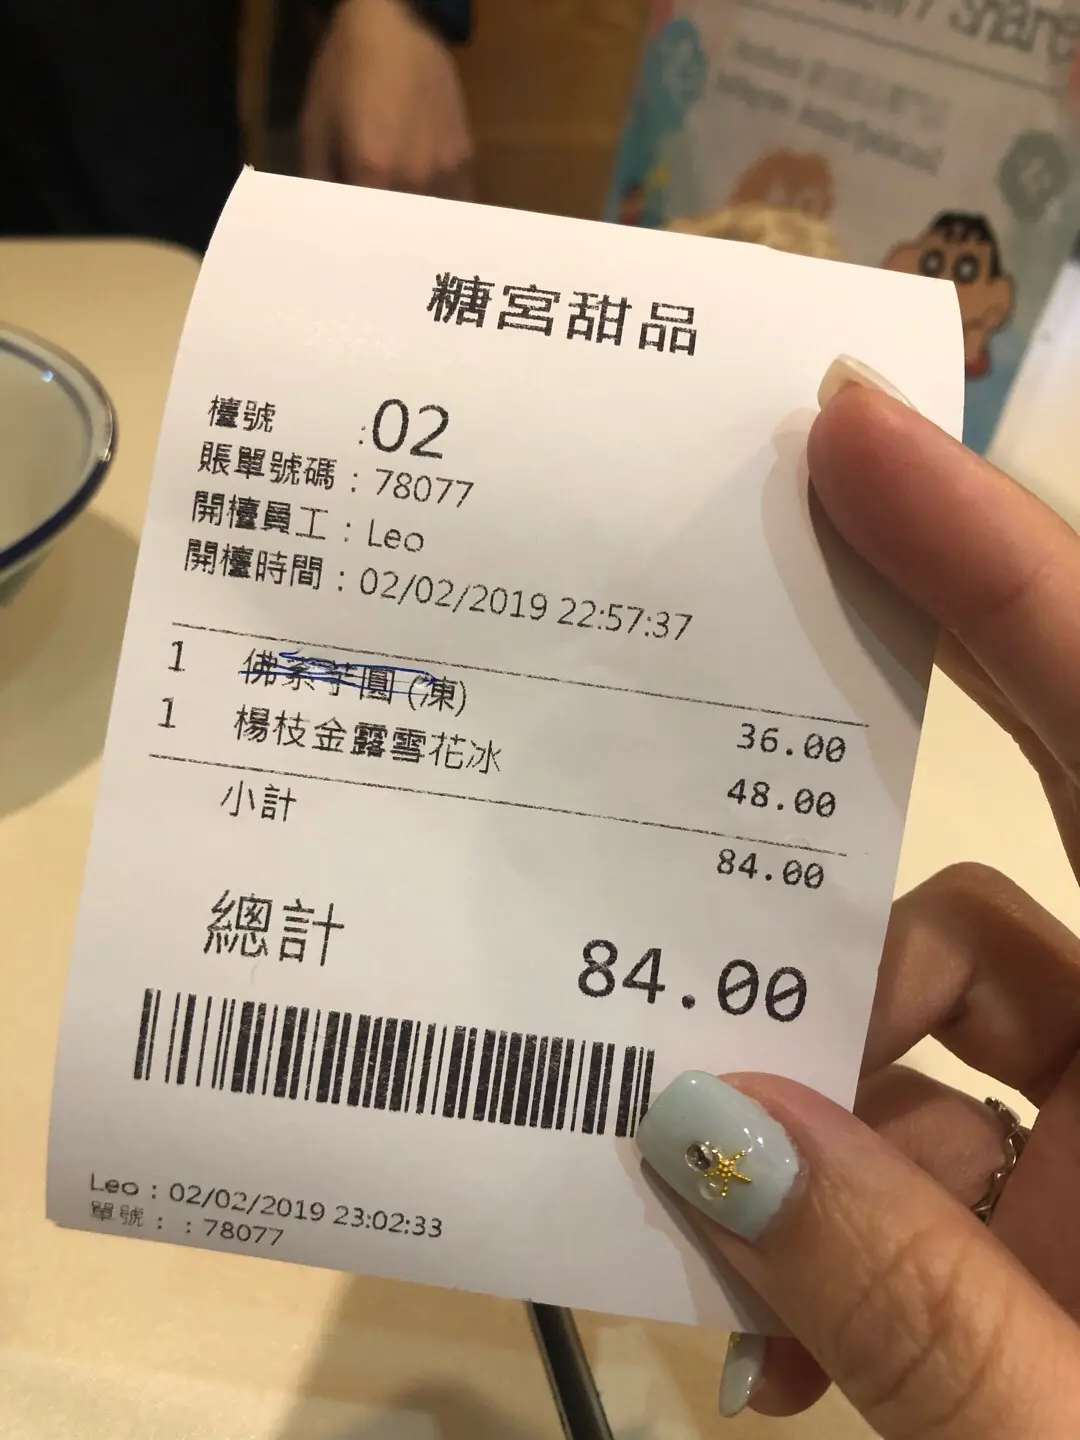 share
糖宮甜品
檯號 :02
賬單號碼：78077
開檯員工：Leo
開檯時間：02/02/2019 22:57:37
1 佛系芋圓 (凍) 36.00
1 楊枝金露雪花冰 48.00
小計 84.00
總計 84.00
Leo：02/02/2019 23:02:33
單號：：78077